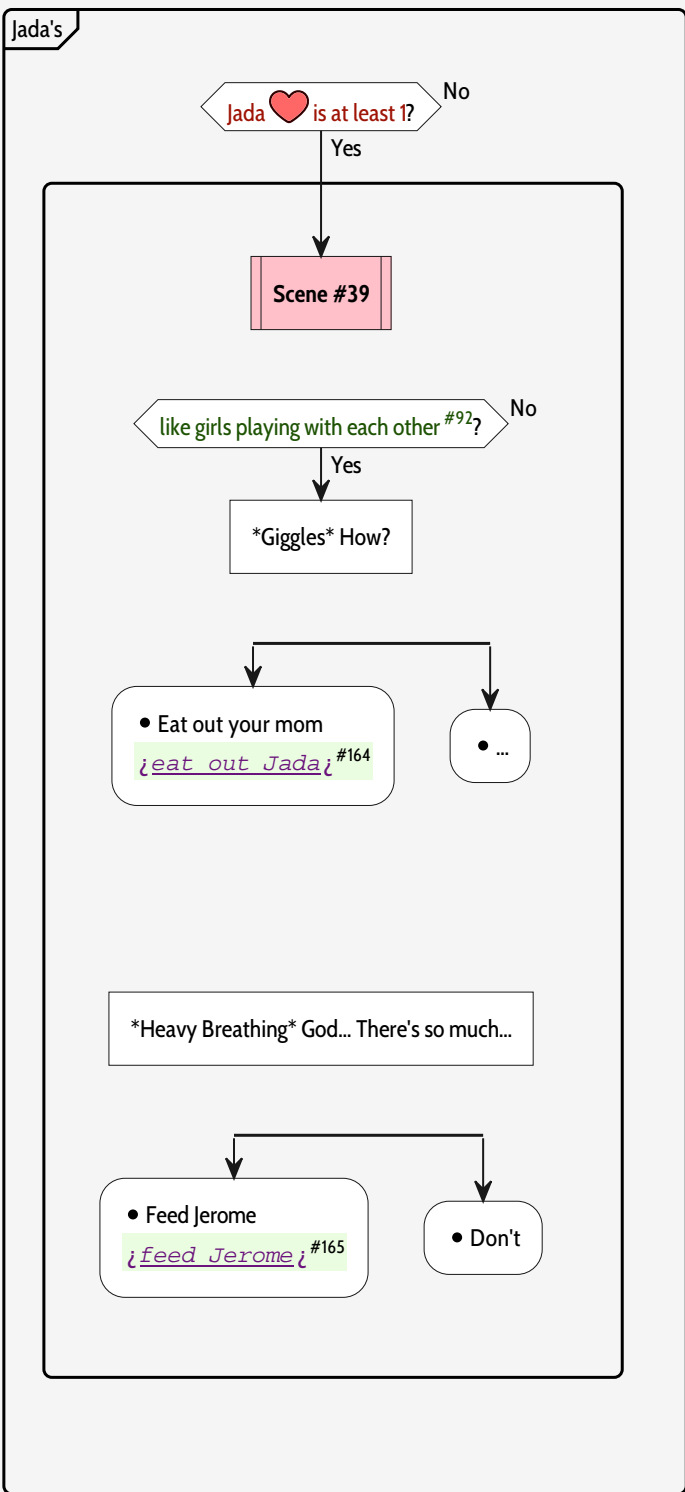 Jada's
No
Jada ❤ is at least 1?
Yes
Scene #39
No
like girls playing with each other #92?
Yes
*Giggles* How?
• Eat out your mom
¿eat out Jada¿ #164
• ...
*Heavy Breathing* God... There's so much...
• Feed Jerome
¿feed Jerome¿ #165
• Don't